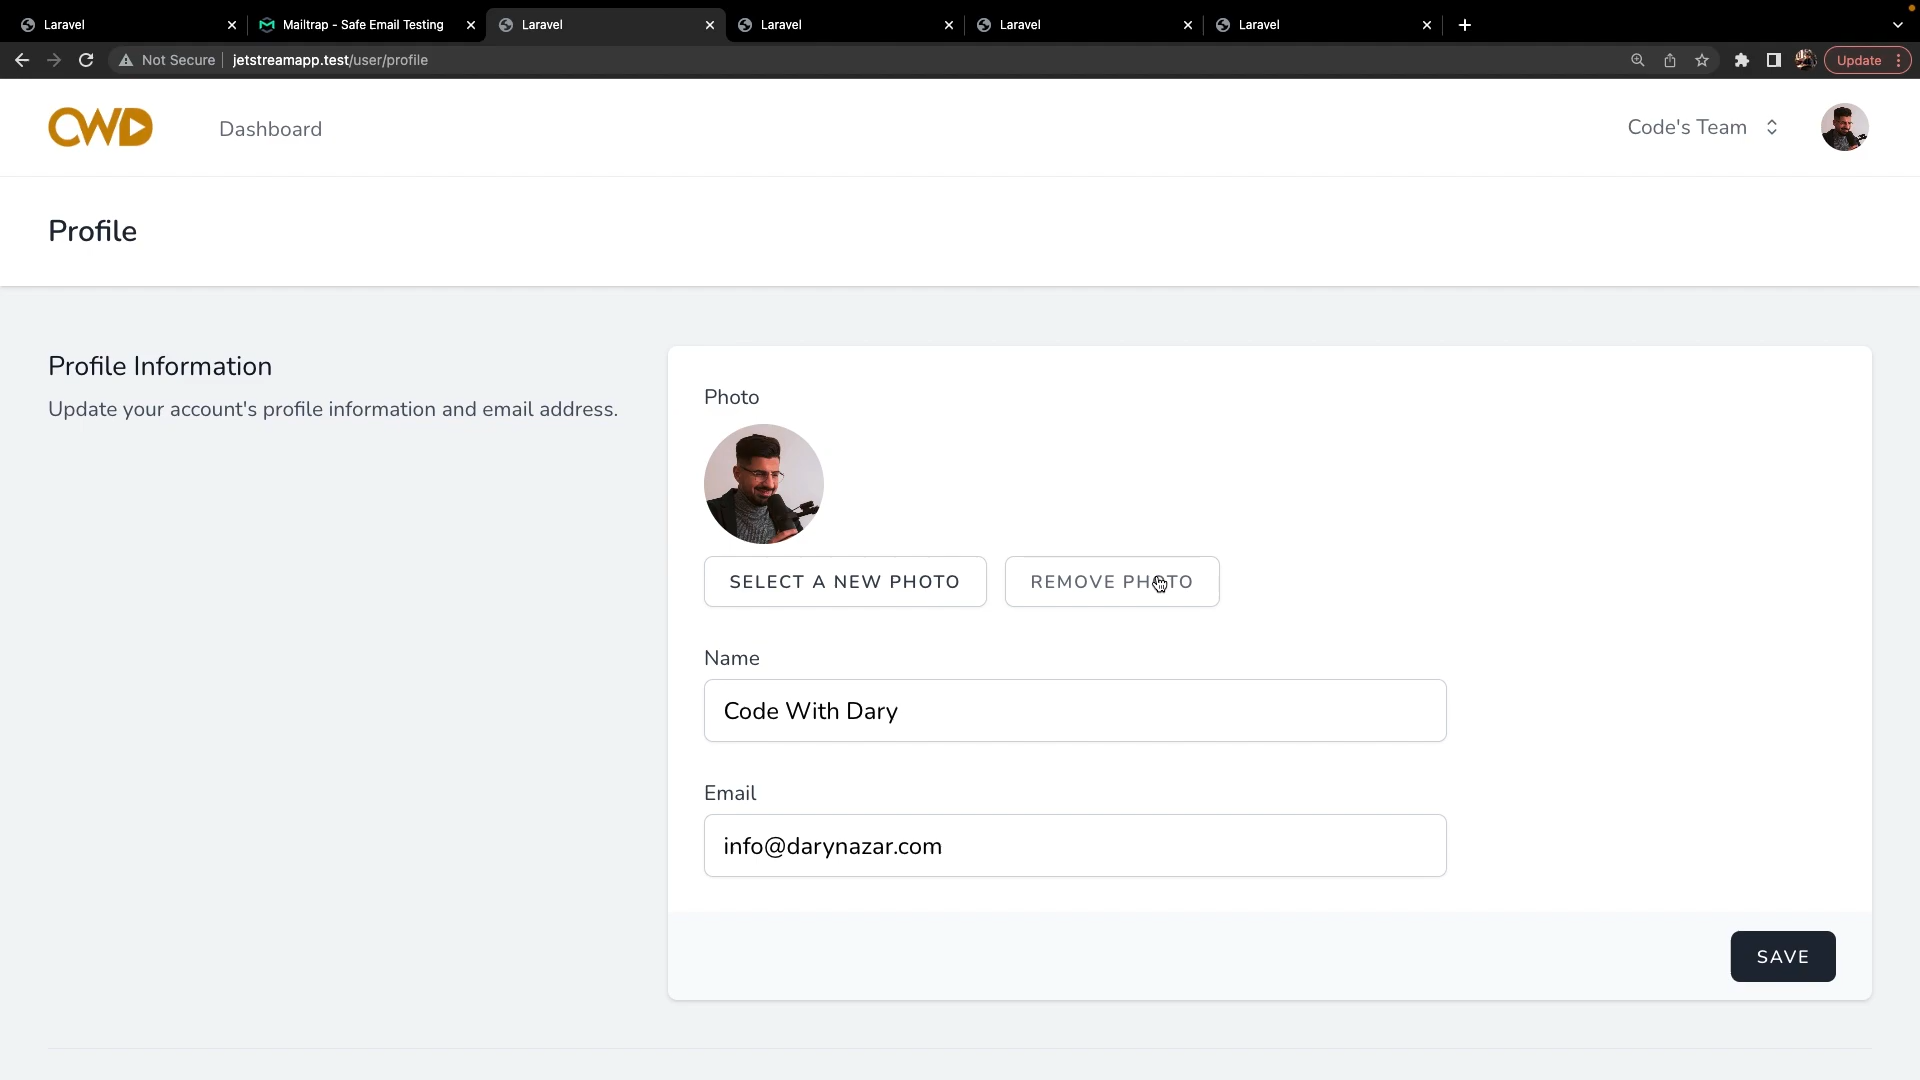 Laravel
Mailtrap - Safe Email Testing
Laravel
Laravel
Laravel
Laravel
Not Secure
jetstreamapp.test/user/profile
Update
CWD
Dashboard
Code's Team
Profile
Profile Information
Update your account's profile information and email address.
Photo
SELECT A NEW PHOTO
REMOVE PHOTO
Name
Code With Dary
Email
info@darynazar.com
SAVE